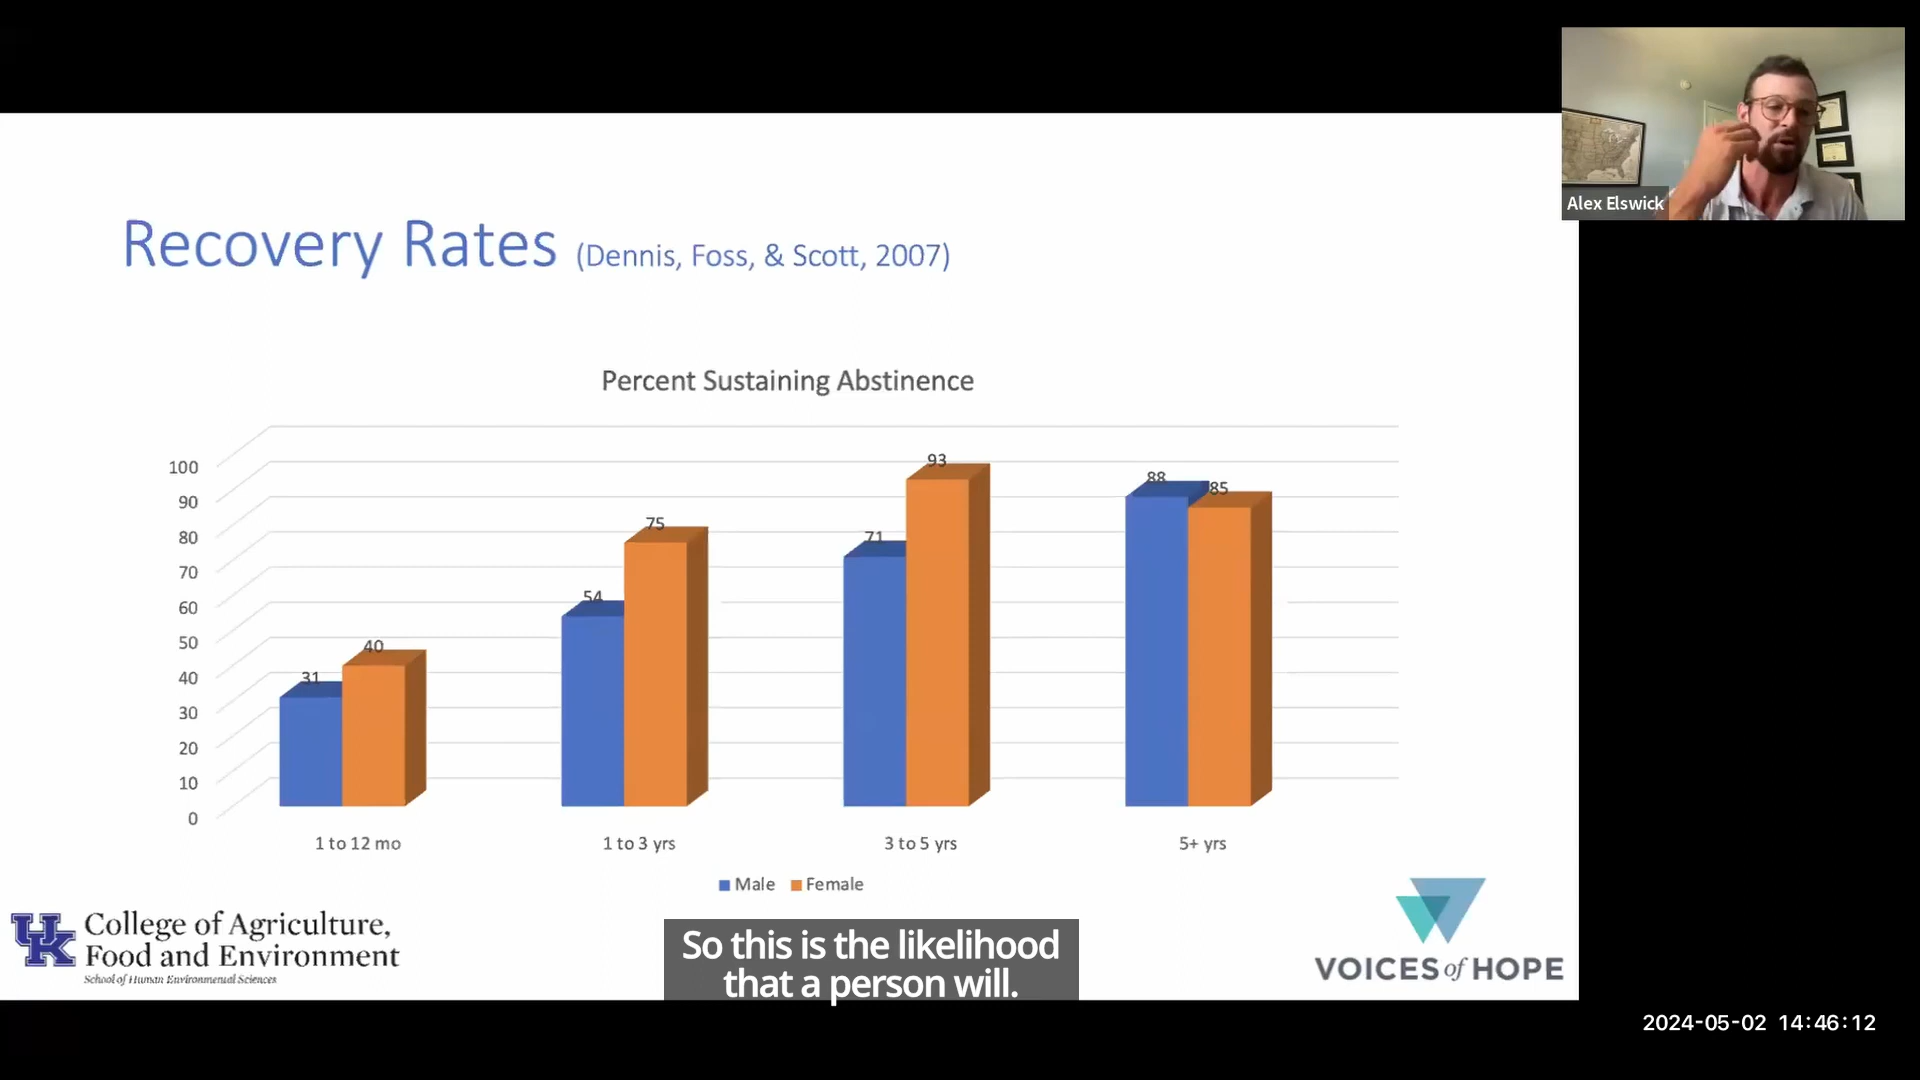 Alex Elswick
Recovery Rates (Dennis, Foss, & Scott, 2007)
Percent Sustaining Abstinence
100
90
80
70
60
50
40
30
20
10
0
31
40
54
75
71
93
88
85
1 to 12 mo
1 to 3 yrs
3 to 5 yrs
5+ yrs
Male Female
UK
College of Agriculture,
Food and Environment
School of Human Environmental Sciences
So this is the likelihood
that a person will.
VOICES of HOPE
2024-05-02 14:46:12